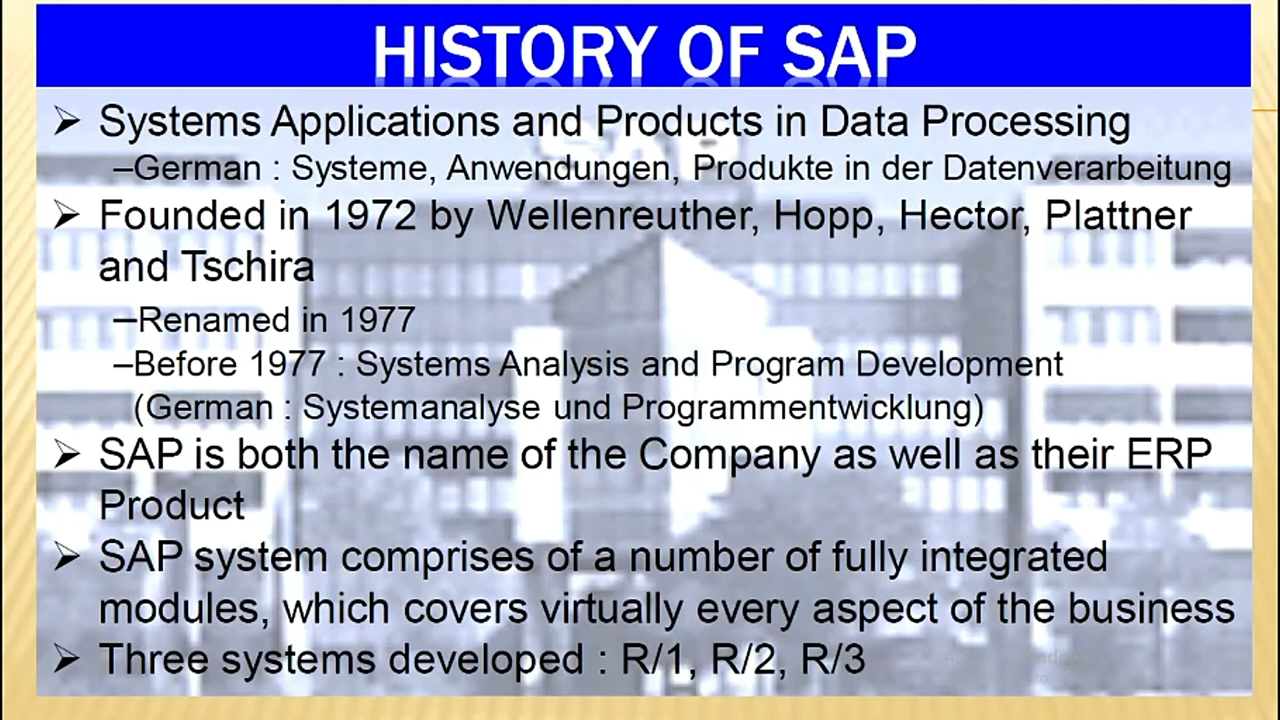 HISTORY OF SAP
➢ Systems Applications and Products in Data Processing
–German : Systeme, Anwendungen, Produkte in der Datenverarbeitung
➢ Founded in 1972 by Wellenreuther, Hopp, Hector, Plattner
and Tschira
–Renamed in 1977
–Before 1977 : Systems Analysis and Program Development
(German : Systemanalyse und Programmentwicklung)
➢ SAP is both the name of the Company as well as their ERP
Product
➢ SAP system comprises of a number of fully integrated
modules, which covers virtually every aspect of the business
➢ Three systems developed : R/1, R/2, R/3